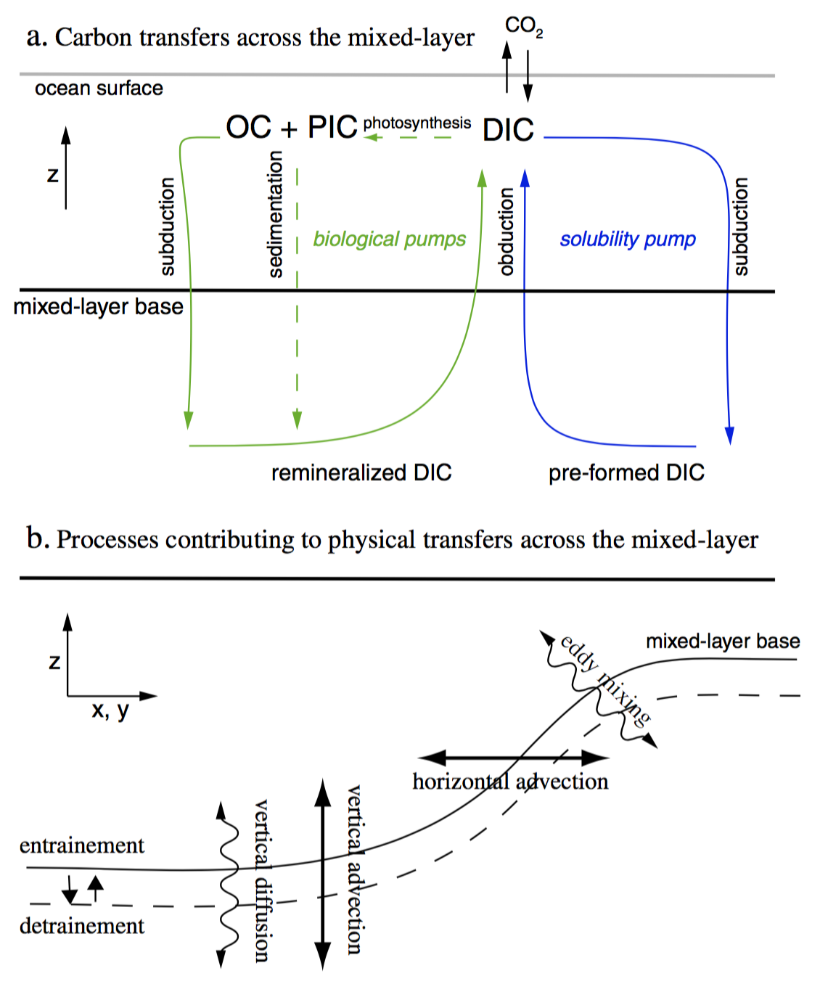 a. Carbon transfers across the mixed-layer
CO2
ocean surface
OC + PIC
photosynthesis
DIC
z
subduction
sedimentation
biological pumps
obduction
solubility pump
subduction
mixed-layer base
remineralized DIC
pre-formed DIC
b. Processes contributing to physical transfers across the mixed-layer
z
x, y
mixed-layer base
eddy mixing
horizontal advection
vertical diffusion
vertical advection
entrainement
detrainement